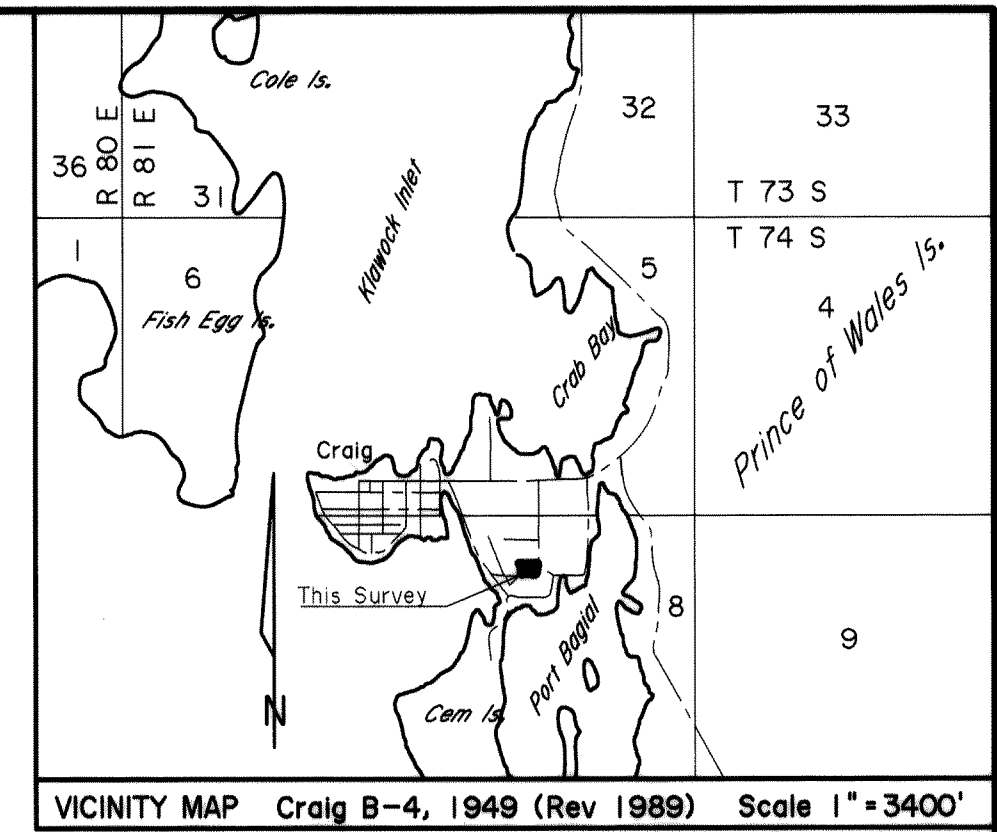 Cole Is.
32
33
36
R 80 E
R 81 E
31
T 73 S
T 74 S
Klawock Inlet
1
6
5
4
Fish Egg Is.
Prince of Wales Is.
Crab Bay
Craig
This Survey
8
9
Port Bagial
Cem Is.
N
VICINITY MAP Craig B-4, 1949 (Rev 1989) Scale 1" = 3400'